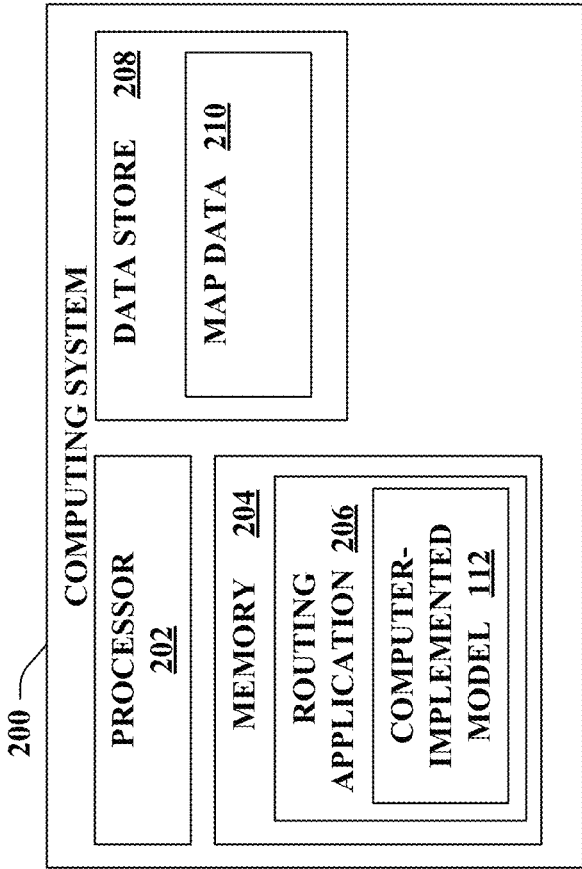 200
COMPUTING SYSTEM
PROCESSOR
202
MEMORY 204
ROUTING
APPLICATION 206
COMPUTER-
IMPLEMENTED
MODEL 112
DATA STORE 208
MAP DATA 210